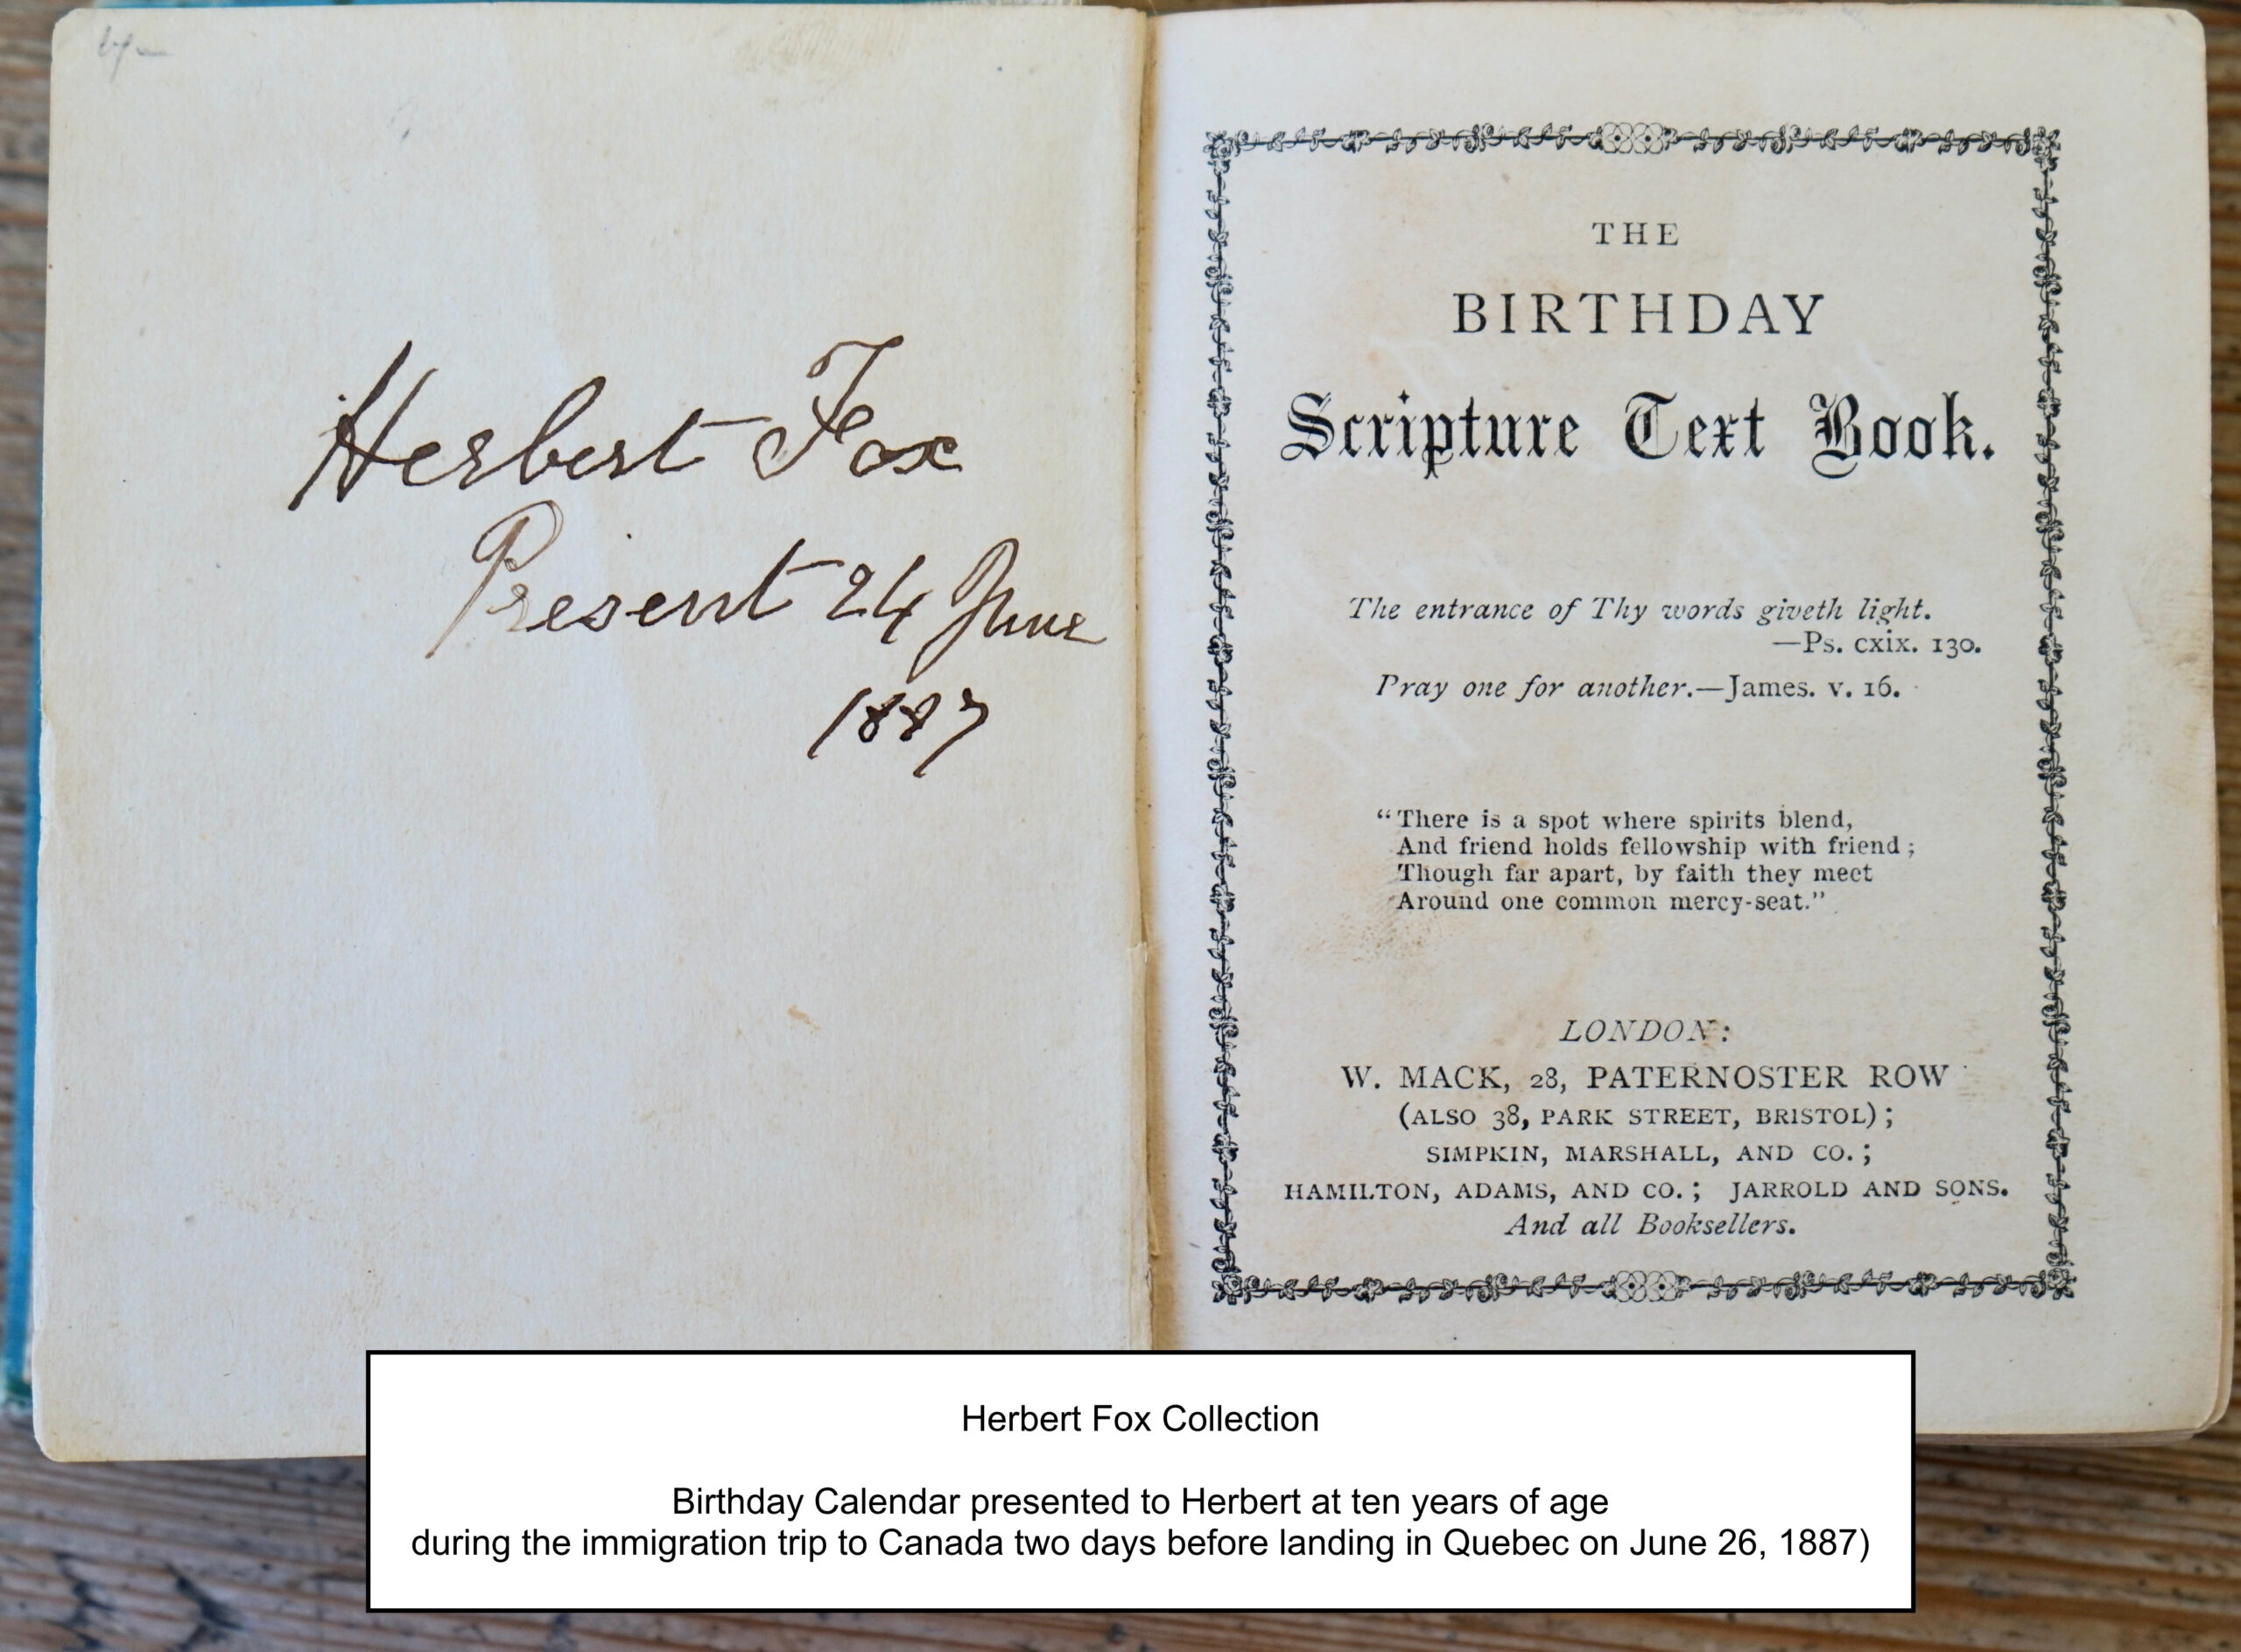 Herbert Fox
Present 24 June
1887
THE
BIRTHDAY
Scripture Text Book.
The entrance of Thy words giveth light.
—Ps. cxix. 130.
Pray one for another.—James. v. 16.
“There is a spot where spirits blend,
And friend holds fellowship with friend;
Though far apart, by faith they meet
Around one common mercy-seat.”
LONDON:
W. MACK, 28, PATERNOSTER ROW
(ALSO 38, PARK STREET, BRISTOL);
SIMPKIN, MARSHALL, AND CO.;
HAMILTON, ADAMS, AND CO.; JARROLD AND SONS.
And all Booksellers.
Herbert Fox Collection
Birthday Calendar presented to Herbert at ten years of age
during the immigration trip to Canada two days before landing in Quebec on June 26, 1887)